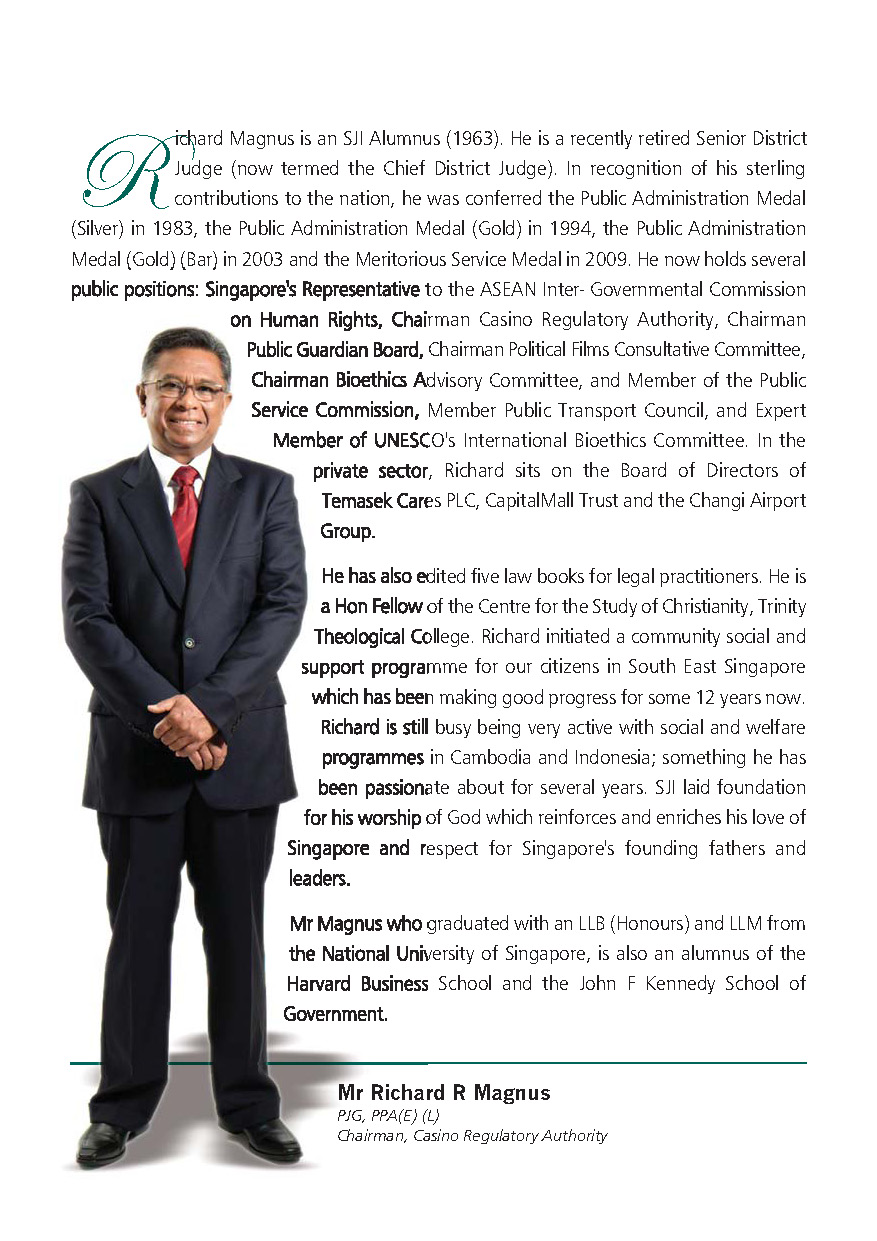 Richard Magnus is an SJI Alumnus (1963). He is a recently retired Senior District
Judge (now termed the Chief District Judge). In recognition of his sterling
contributions to the nation, he was conferred the Public Administration Medal
(Silver) in 1983, the Public Administration Medal (Gold) in 1994, the Public Administration
Medal (Gold) (Bar) in 2003 and the Meritorious Service Medal in 2009. He now holds several
public positions: Singapore's Representative to the ASEAN Inter- Governmental Commission
on Human Rights, Chairman Casino Regulatory Authority, Chairman
Public Guardian Board, Chairman Political Films Consultative Committee,
Chairman Bioethics Advisory Committee, and Member of the Public
Service Commission, Member Public Transport Council, and Expert
Member of UNESCO's International Bioethics Committee. In the
private sector, Richard sits on the Board of Directors of
Temasek Cares PLC, CapitalMall Trust and the Changi Airport
Group.
He has also edited five law books for legal practitioners. He is
a Hon Fellow of the Centre for the Study of Christianity, Trinity
Theological College. Richard initiated a community social and
support programme for our citizens in South East Singapore
which has been making good progress for some 12 years now.
Richard is still busy being very active with social and welfare
programmes in Cambodia and Indonesia; something he has
been passionate about for several years. SJI laid foundation
for his worship of God which reinforces and enriches his love of
Singapore and respect for Singapore's founding fathers and
leaders.
Mr Magnus who graduated with an LLB (Honours) and LLM from
the National University of Singapore, is also an alumnus of the
Harvard Business School and the John F Kennedy School of
Government.
Mr Richard R Magnus
PJG, PPA(E) (L)
Chairman, Casino Regulatory Authority